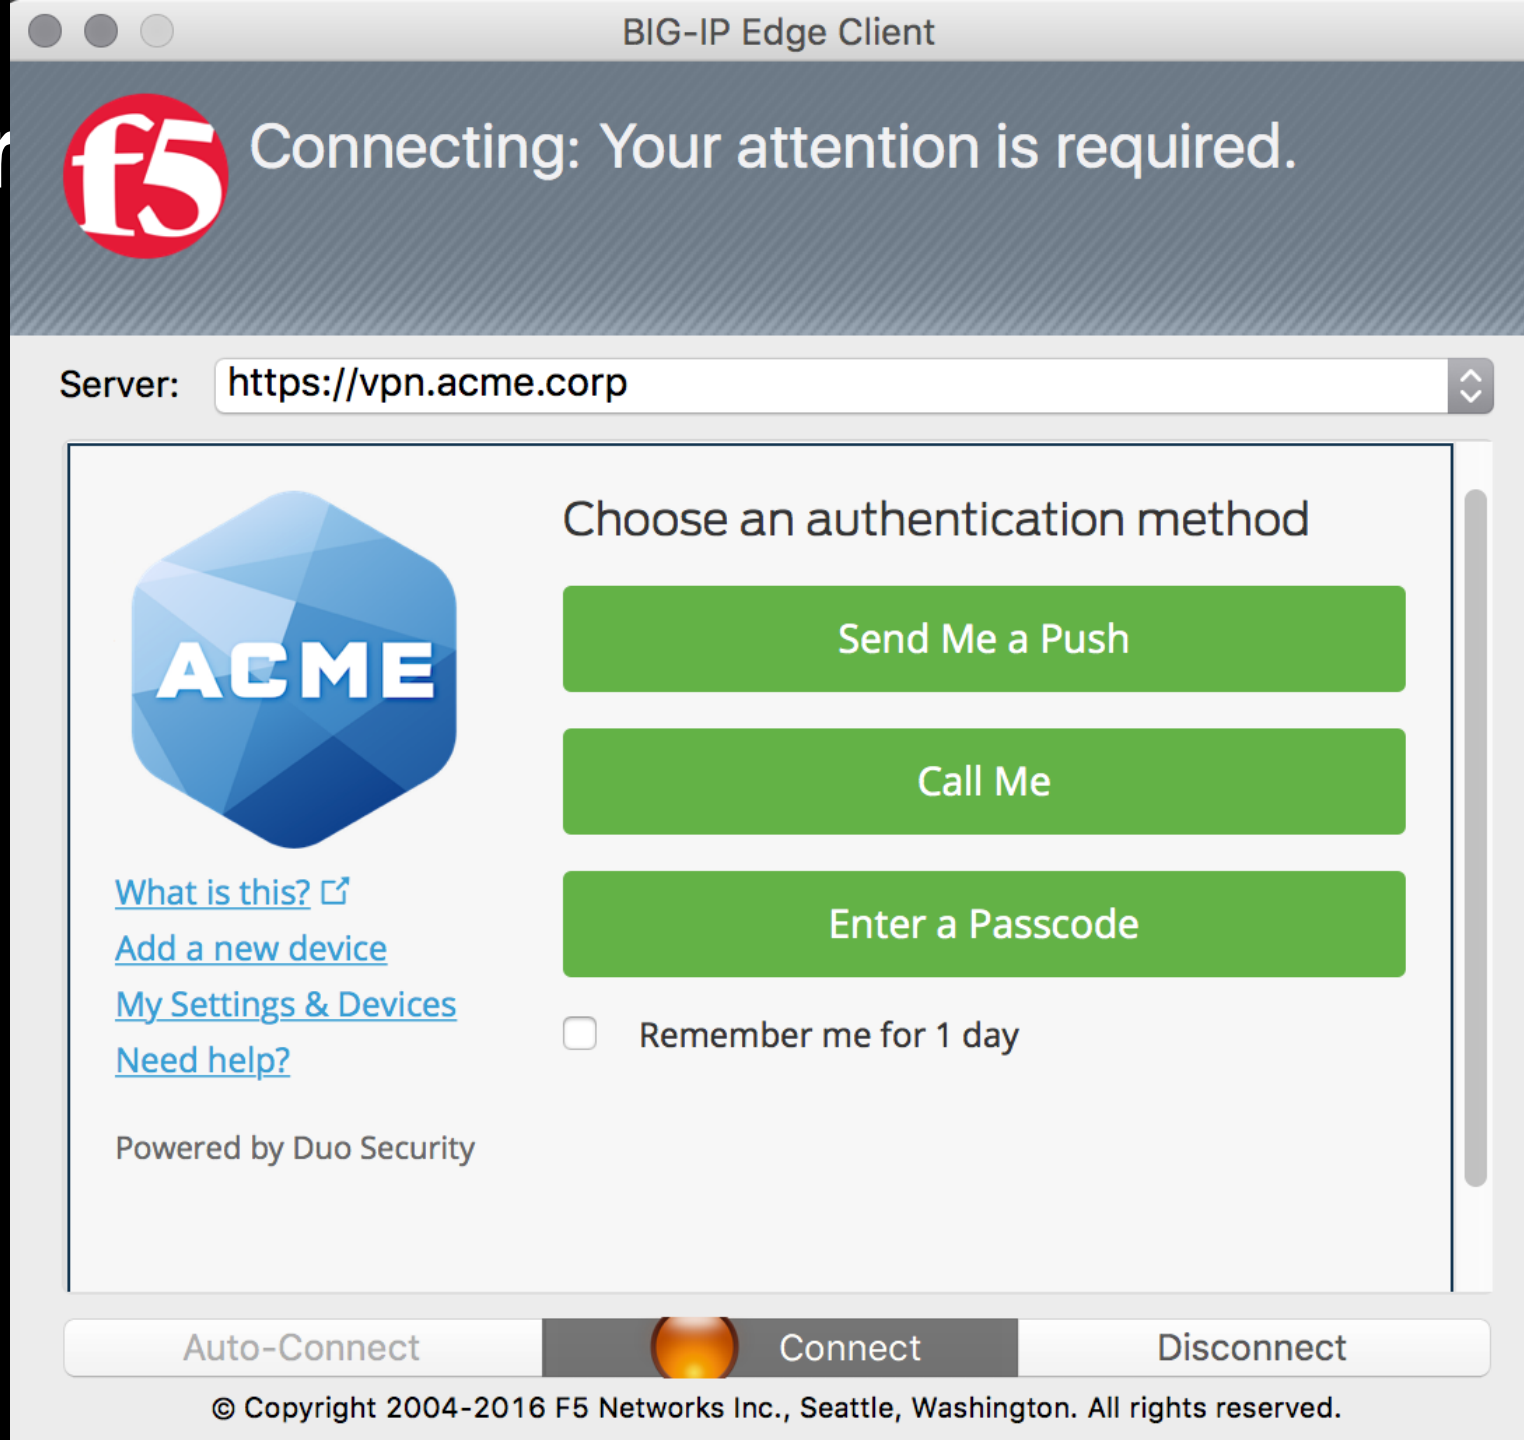 BIG-IP Edge Client
f5
Connecting: Your attention is required.
Server:
https://vpn.acme.corp
ACME
Choose an authentication method
Send Me a Push
Call Me
Enter a Passcode
Remember me for 1 day
What is this?
Add a new device
My Settings & Devices
Need help?
Powered by Duo Security
Auto-Connect
Connect
Disconnect
© Copyright 2004-2016 F5 Networks Inc., Seattle, Washington. All rights reserved.